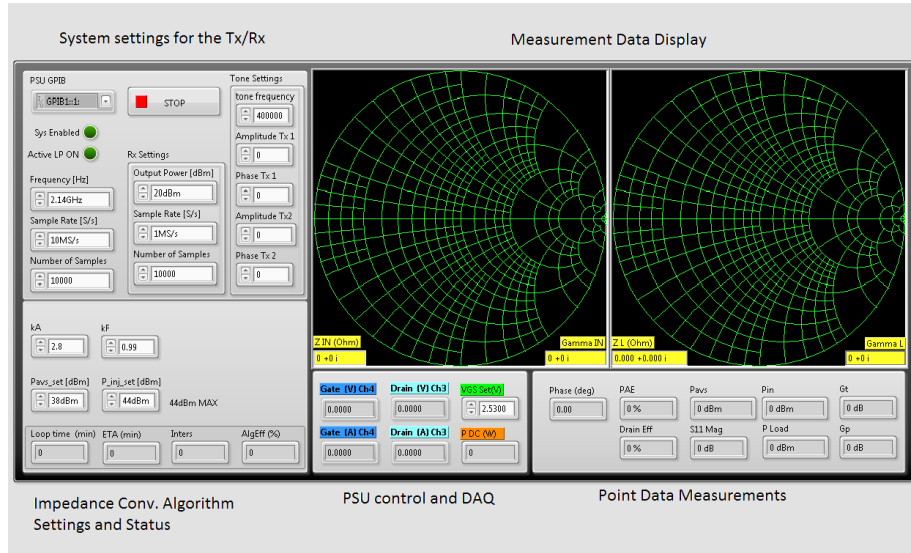 System settings for the Tx/Rx
Measurement Data Display
PSU GPIB
GPIB1::1:
STOP
Tone Settings
tone frequency
400000
Sys Enabled
Active LP ON
Amplitude Tx 1
0
Rx Settings
Frequency [Hz]
2.14GHz
Output Power [dBm]
20dBm
Phase Tx 1
0
Sample Rate [S/s]
10MS/s
Sample Rate [S/s]
1MS/s
Amplitude Tx2
0
Number of Samples
10000
Number of Samples
10000
Phase Tx 2
0
Z IN (Ohm)
0 +0 i
Gamma IN
0 +0 i
Z L (Ohm)
0.000 +0.000 i
Gamma L
0 +0 i
kA
2.8
kF
0.99
Pavs_set [dBm]
38dBm
P_inj_set [dBm]
44dBm
44dBm MAX
Loop time (min)
0
ETA (min)
0
Inters
0
AlgEff (%)
0
Gate (V) Ch4
0.0000
Drain (V) Ch3
0.0000
VGS Set(V)
2.5300
Gate (A) Ch4
0.0000
Drain (A) Ch3
0.0000
P DC (W)
0
Phase (deg)
0.00
PAE
0 %
Pavs
0 dBm
Pin
0 dBm
Gt
0 dB
Drain Eff
0 %
S11 Mag
0 dB
P Load
0 dBm
Gp
0 dB
Impedance Conv. Algorithm
Settings and Status
PSU control and DAQ
Point Data Measurements